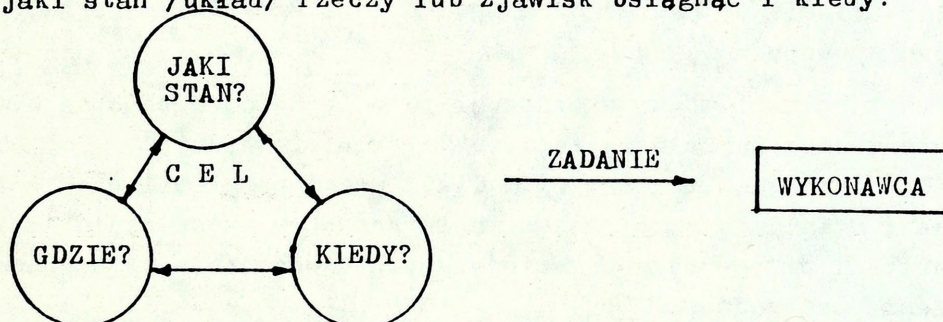 jaki stan /układ/ rzeczy lub zjawisk osiągnąć i kiedy.
JAKI
STAN?
C E L
ZADANIE
WYKONAWCA
GDZIE?
KIEDY?